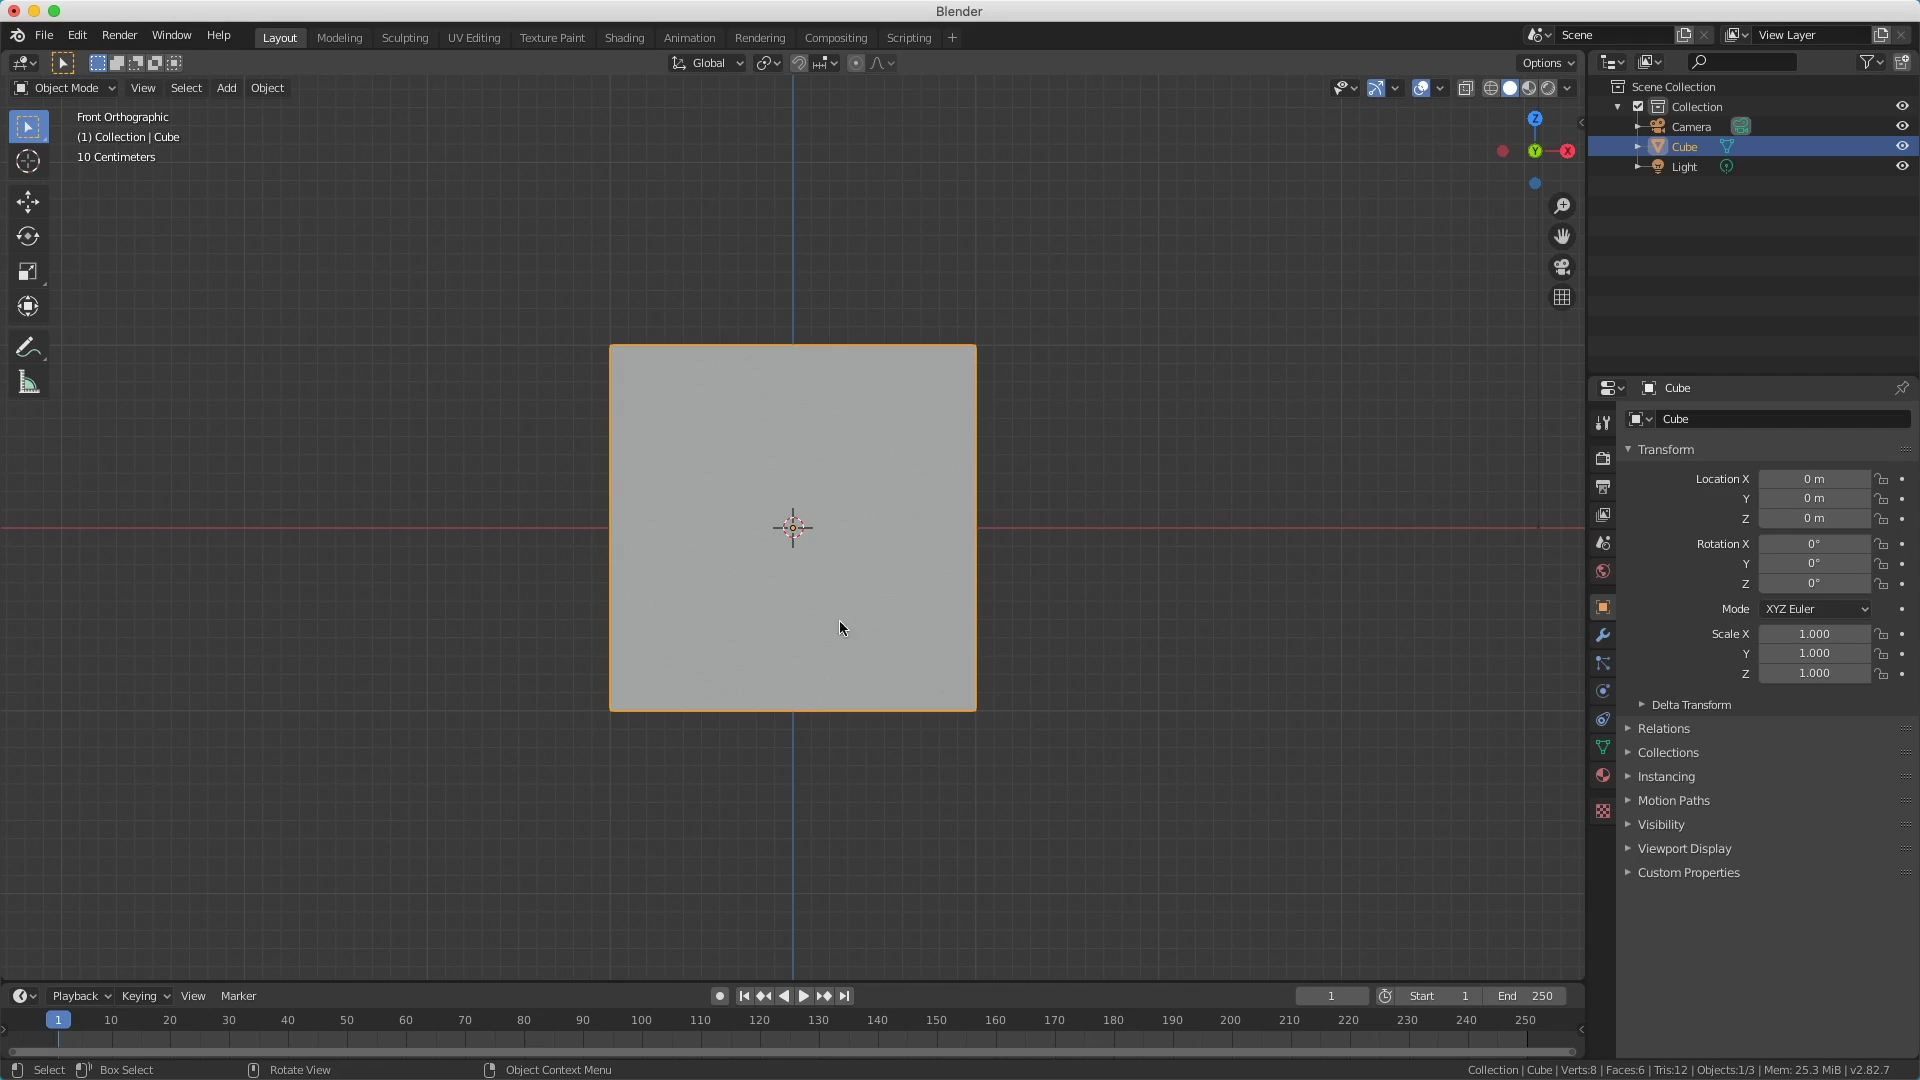 Blender
File Edit Render Window Help Layout Modeling Sculpting UV Editing Texture Paint Shading Animation Rendering Compositing Scripting + Scene View Layer
Global Options
Object Mode View Select Add Object
Front Orthographic
(1) Collection | Cube
10 Centimeters
Z
Y
X
Scene Collection
Collection
Camera
Cube
Light
Cube
Cube
Transform
Location X 0 m
Y 0 m
Z 0 m
Rotation X 0°
Y 0°
Z 0°
Mode XYZ Euler
Scale X 1.000
Y 1.000
Z 1.000
Delta Transform
Relations
Collections
Instancing
Motion Paths
Visibility
Viewport Display
Custom Properties
Playback Keying View Marker 1 Start 1 End 250
1 10 20 30 40 50 60 70 80 90 100 110 120 130 140 150 160 170 180 190 200 210 220 230 240 250
Select Box Select Rotate View Object Context Menu Collection | Cube | Verts:8 | Faces:6 | Tris:12 | Objects:1/3 | Mem: 25.3 MiB | v2.82.7